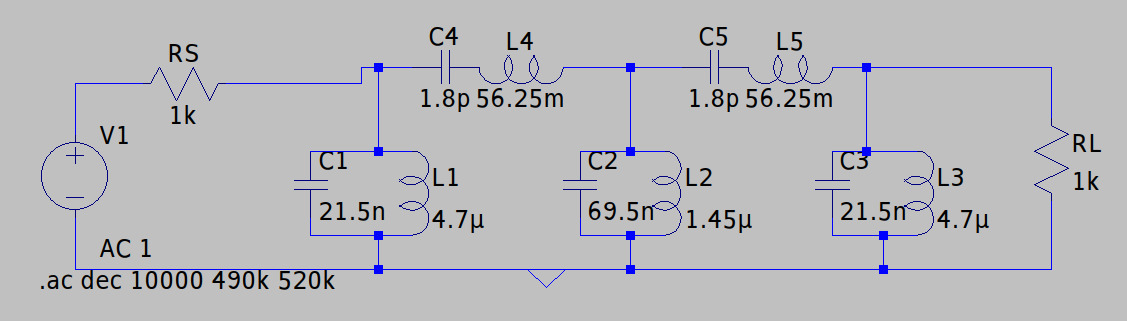 RS
1k
V1
AC 1
.ac dec 10000 490k 520k
C4
L4
1.8p 56.25m
C5
L5
1.8p 56.25m
C1
21.5n
L1
4.7µ
C2
69.5n
L2
1.45µ
C3
21.5n
L3
4.7µ
RL
1k